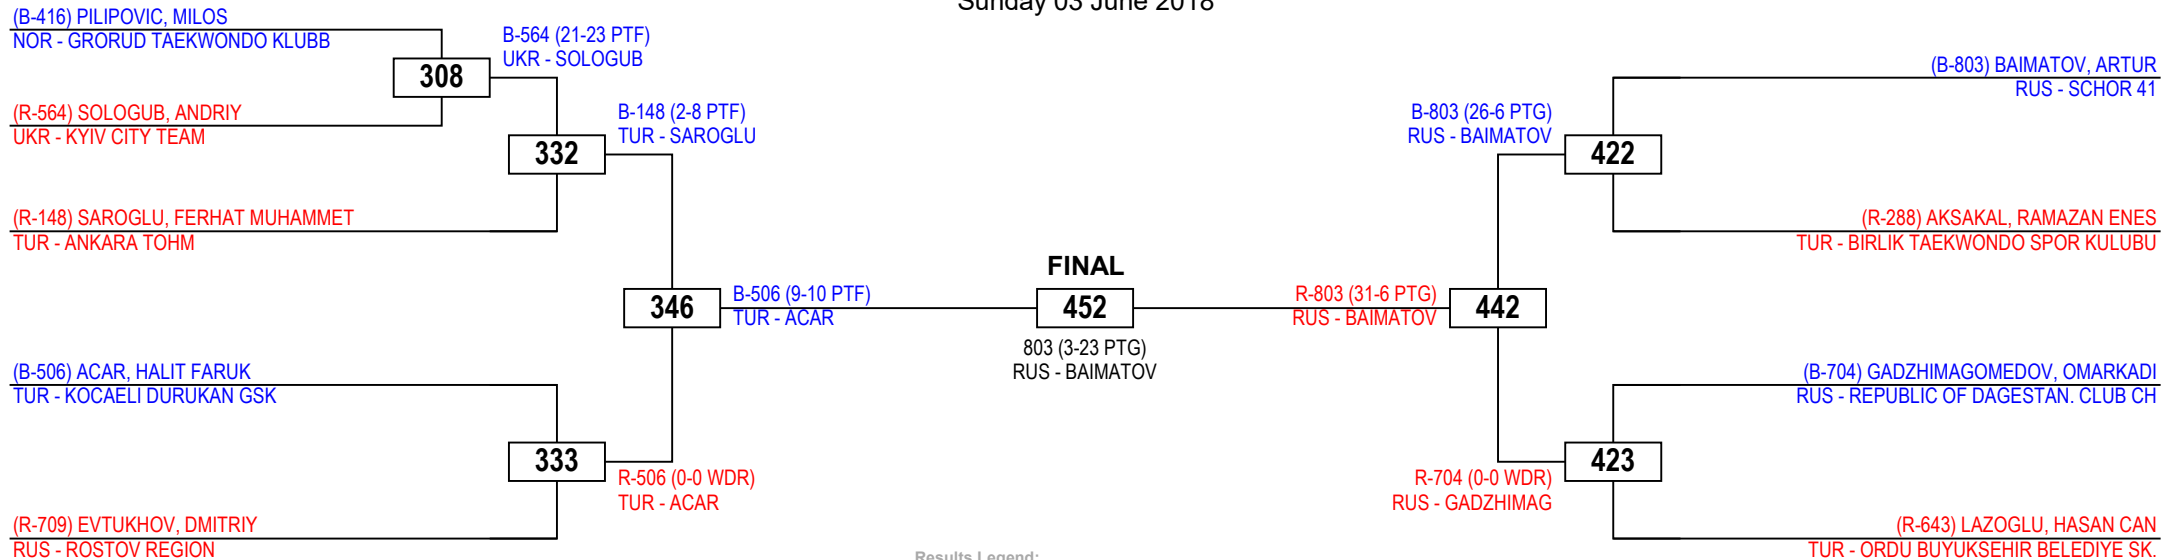 Sunday 03 June 2018
(B-416) PILIPOVIC, MILOS
NOR - GRORUD TAEKWONDO KLUBB
308
(R-564) SOLOGUB, ANDRIY
UKR - KYIV CITY TEAM
B-564 (21-23 PTF)
UKR - SOLOGUB
332
(R-148) SAROGLU, FERHAT MUHAMMET
TUR - ANKARA TOHM
B-148 (2-8 PTF)
TUR - SAROGLU
346
B-506 (9-10 PTF)
TUR - ACAR
(B-506) ACAR, HALIT FARUK
TUR - KOCAELI DURUKAN GSK
333
R-506 (0-0 WDR)
TUR - ACAR
(R-709) EVTUKHOV, DMITRIY
RUS - ROSTOV REGION
FINAL
452
803 (3-23 PTG)
RUS - BAIMATOV
R-803 (31-6 PTG)
RUS - BAIMATOV
442
B-803 (26-6 PTG)
RUS - BAIMATOV
422
(B-803) BAIMATOV, ARTUR
RUS - SCHOR 41
(R-288) AKSAKAL, RAMAZAN ENES
TUR - BIRLIK TAEKWONDO SPOR KULUBU
(B-704) GADZHIMAGOMEDOV, OMARKADI
RUS - REPUBLIC OF DAGESTAN. CLUB CH
423
R-704 (0-0 WDR)
RUS - GADZHIMAG
(R-643) LAZOGLU, HASAN CAN
TUR - ORDU BUYUKSEHIR BELEDIYE SK.
Results Legend: